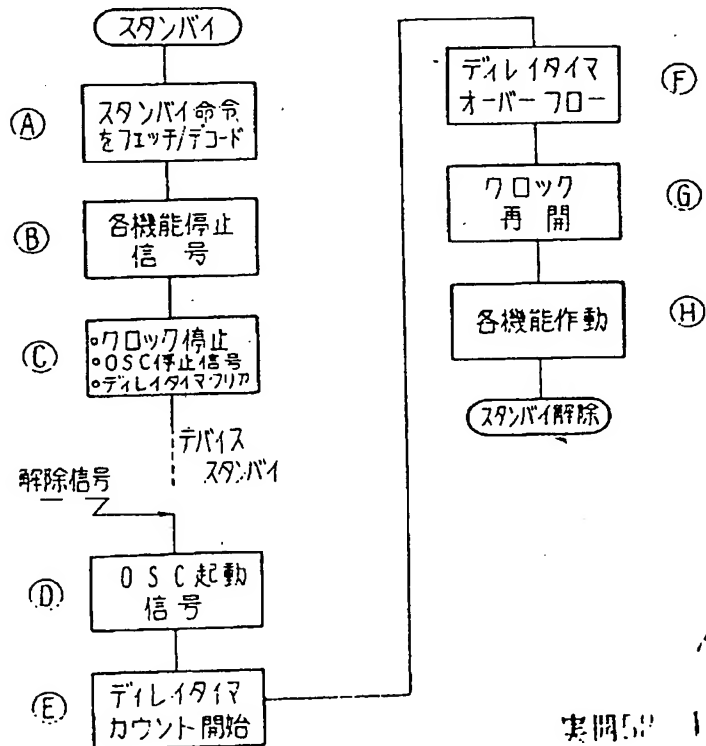 スタンバイ
Ⓐ
スタンバイ命令
をフェッチ/デコード
Ⓑ
各機能停止
信号
Ⓒ
○クロック停止
○OSC停止信号
○ディレイタイマ・クリア
デバイス
スタンバイ
解除信号
Ⓓ
OSC起動
信号
Ⓔ
ディレイタイマ
カウント開始
ディレイタイマ
オーバーフロー
Ⓕ
クロック
再開
Ⓖ
各機能作動
Ⓗ
スタンバイ解除
実開58